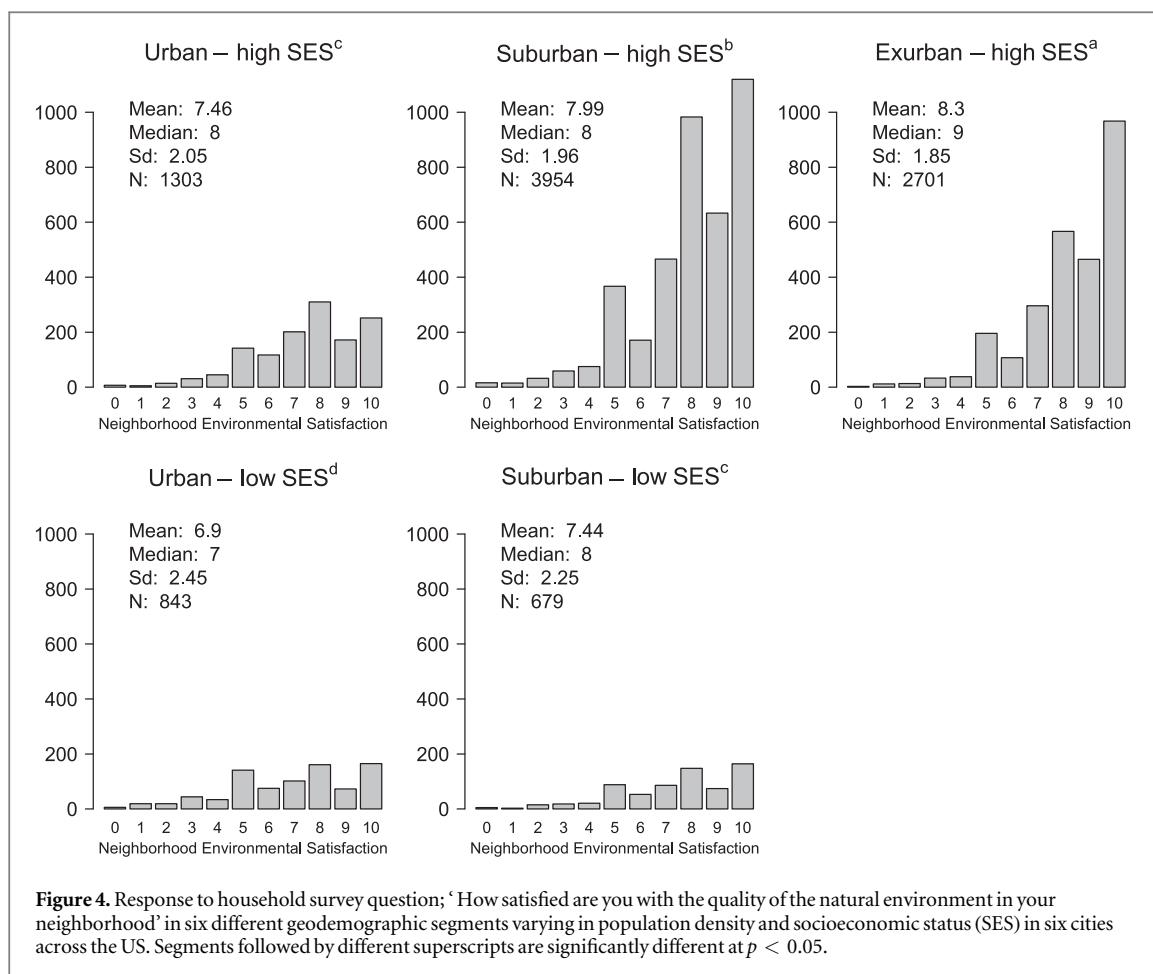 Urban – high SESᶜ
Mean: 7.46
Median: 8
Sd: 2.05
N: 1303
1000
800
600
400
200
0
0 1 2 3 4 5 6 7 8 9 10
Neighborhood Environmental Satisfaction
Suburban – high SESᵇ
Mean: 7.99
Median: 8
Sd: 1.96
N: 3954
1000
800
600
400
200
0
0 1 2 3 4 5 6 7 8 9 10
Neighborhood Environmental Satisfaction
Exurban – high SESᵃ
Mean: 8.3
Median: 9
Sd: 1.85
N: 2701
1000
800
600
400
200
0
0 1 2 3 4 5 6 7 8 9 10
Neighborhood Environmental Satisfaction
Urban – low SESᵈ
Mean: 6.9
Median: 7
Sd: 2.45
N: 843
1000
800
600
400
200
0
0 1 2 3 4 5 6 7 8 9 10
Neighborhood Environmental Satisfaction
Suburban – low SESᶜ
Mean: 7.44
Median: 8
Sd: 2.25
N: 679
1000
800
600
400
200
0
0 1 2 3 4 5 6 7 8 9 10
Neighborhood Environmental Satisfaction
Figure 4. Response to household survey question; ‘How satisfied are you with the quality of the natural environment in your
neighborhood’ in six different geodemographic segments varying in population density and socioeconomic status (SES) in six cities
across the US. Segments followed by different superscripts are significantly different at p < 0.05.